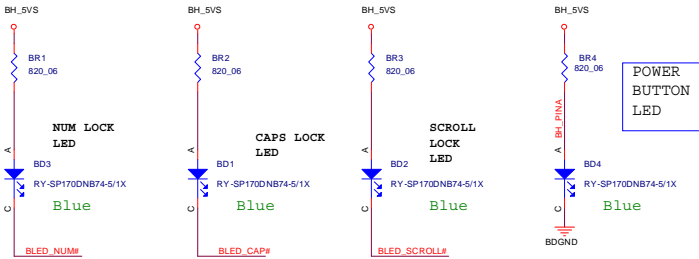 BH_5VS
BR1
820_06
NUM LOCK
LED
A
BD3
RY-SP170DNB74-5/1X
C
Blue
BLED_NUM#
BH_5VS
BR2
820_06
CAPS LOCK
LED
A
BD1
RY-SP170DNB74-5/1X
C
Blue
BLED_CAP#
BH_5VS
BR3
820_06
SCROLL
LOCK
LED
A
BD2
RY-SP170DNB74-5/1X
C
Blue
BLED_SCROLL#
BH_5VS
BR4
820_06
POWER
BUTTON
LED
BH_PINA
A
BD4
RY-SP170DNB74-5/1X
C
Blue
BDGND